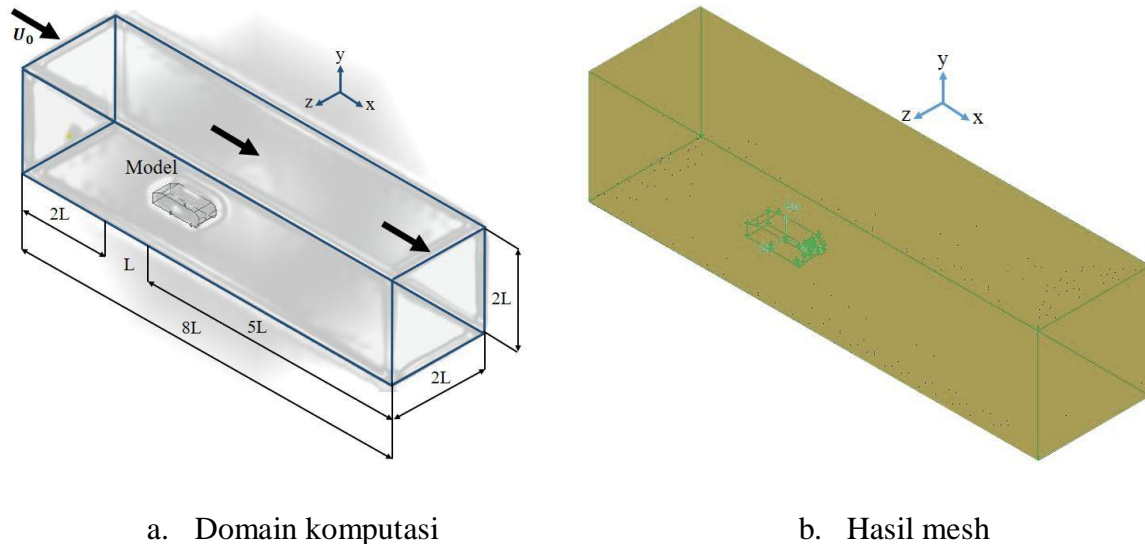 U₀
y
z
x
Model
2L
L
8L
5L
2L
2L
y
z
x
a. Domain komputasi
b. Hasil mesh